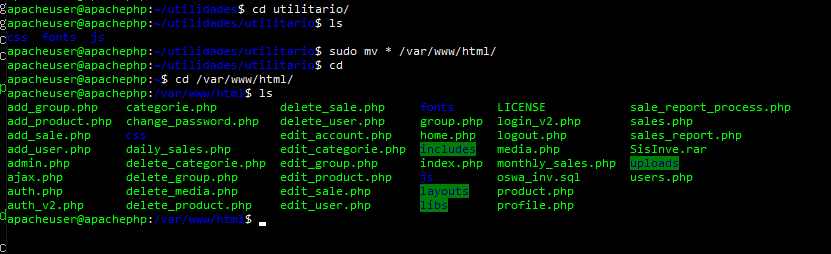 apacheuser@apachephp:~/utilidades$ cd utilitario/
apacheuser@apachephp:~/utilidades/utilitario$ ls
css fonts js
apacheuser@apachephp:~/utilidades/utilitario$ sudo mv * /var/www/html/
apacheuser@apachephp:~/utilidades/utilitario$ cd
apacheuser@apachephp:~$ cd /var/www/html/
apacheuser@apachephp:/var/www/html$ ls
add_group.php categorie.php delete_sale.php fonts LICENSE sale_report_process.php
add_product.php change_password.php delete_user.php group.php login_v2.php sales.php
add_sale.php css edit_account.php home.php logout.php sales_report.php
add_user.php daily_sales.php edit_categorie.php includes media.php SisInve.rar
admin.php delete_categorie.php edit_group.php index.php monthly_sales.php uploads
ajax.php delete_group.php edit_product.php js oswa_inv.sql users.php
auth.php delete_media.php edit_sale.php layouts product.php
auth_v2.php delete_product.php edit_user.php libs profile.php
apacheuser@apachephp:/var/www/html$